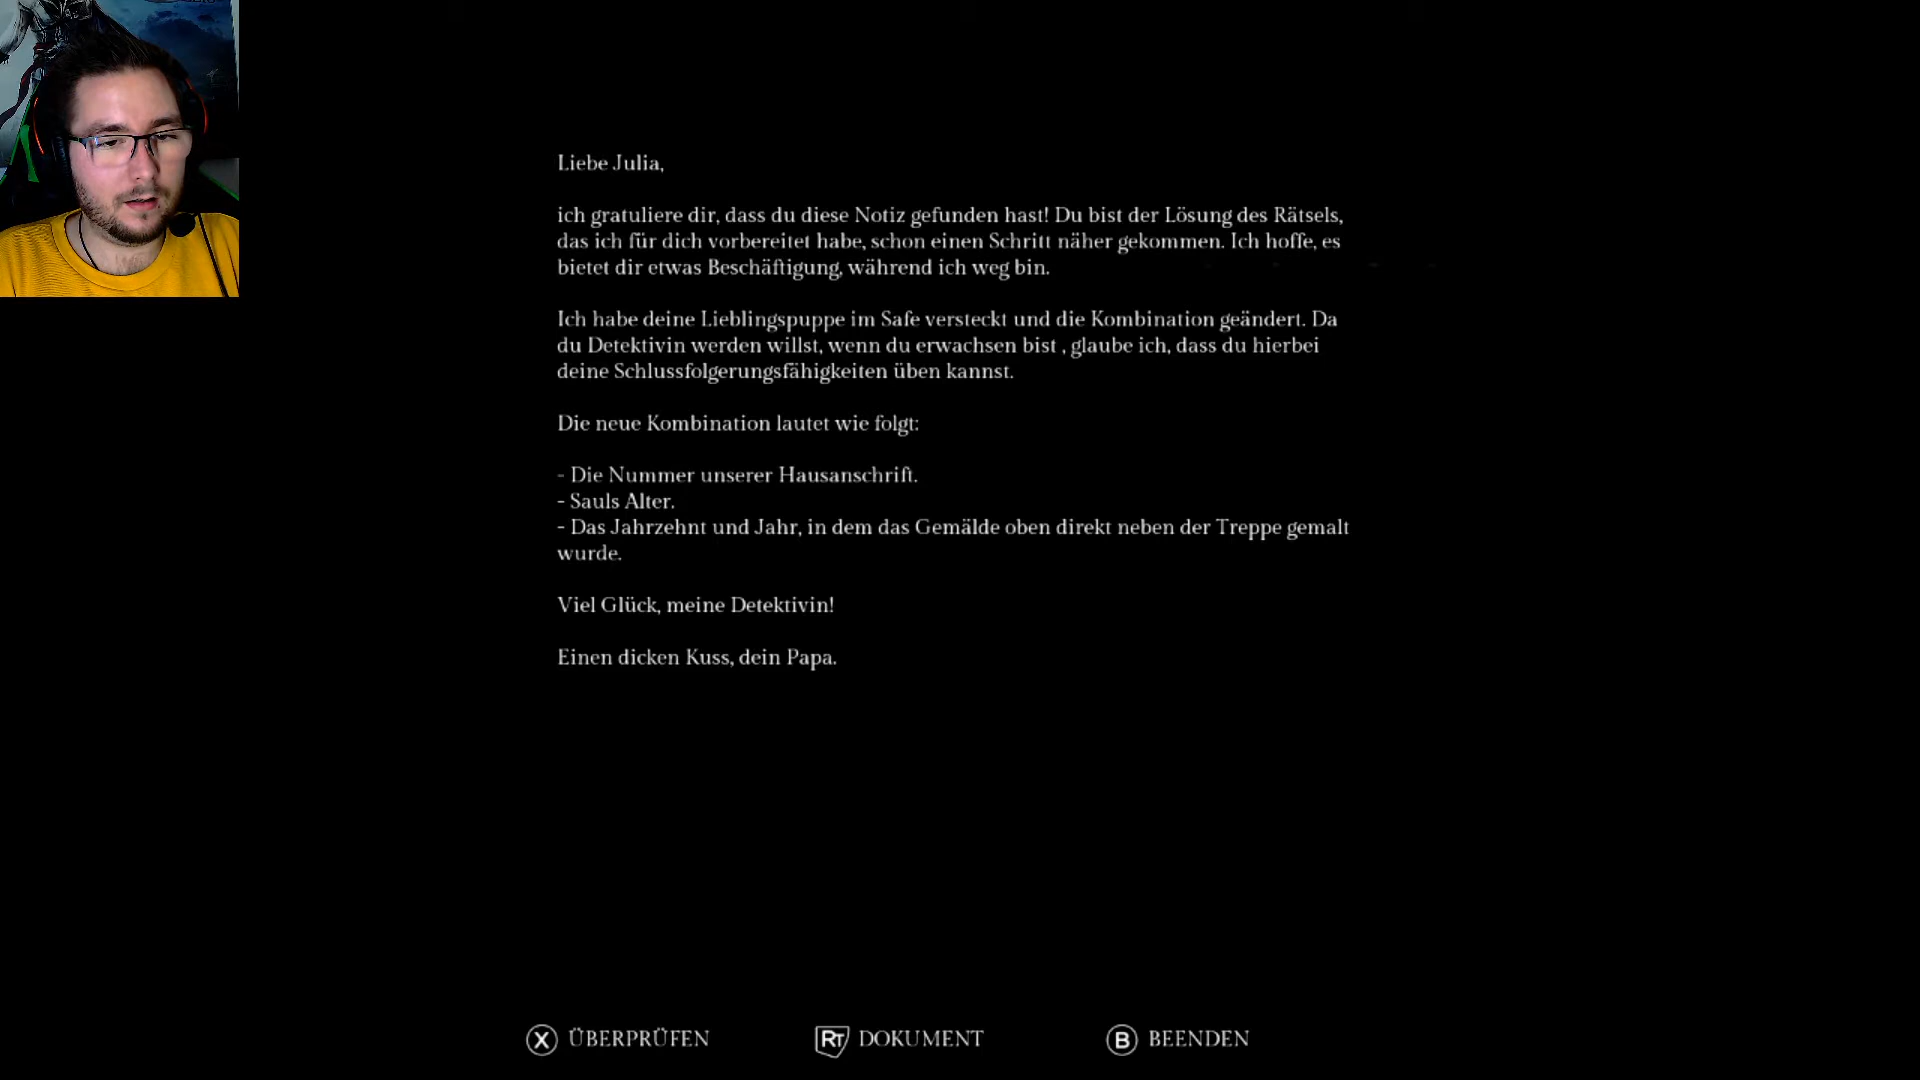 Liebe Julia,
ich gratuliere dir, dass du diese Notiz gefunden hast! Du bist der Lösung des Rätsels,
das ich für dich vorbereitet habe, schon einen Schritt näher gekommen. Ich hoffe, es
bietet dir etwas Beschäftigung, während ich weg bin.
Ich habe deine Lieblingspuppe im Safe versteckt und die Kombination geändert. Da
du Detektivin werden willst, wenn du erwachsen bist , glaube ich, dass du hierbei
deine Schlussfolgerungsfähigkeiten üben kannst.
Die neue Kombination lautet wie folgt:
- Die Nummer unserer Hausanschrift.
- Sauls Alter.
- Das Jahrzehnt und Jahr, in dem das Gemälde oben direkt neben der Treppe gemalt
wurde.
Viel Glück, meine Detektivin!
Einen dicken Kuss, dein Papa.
X ÜBERPRÜFEN RT DOKUMENT B BEENDEN